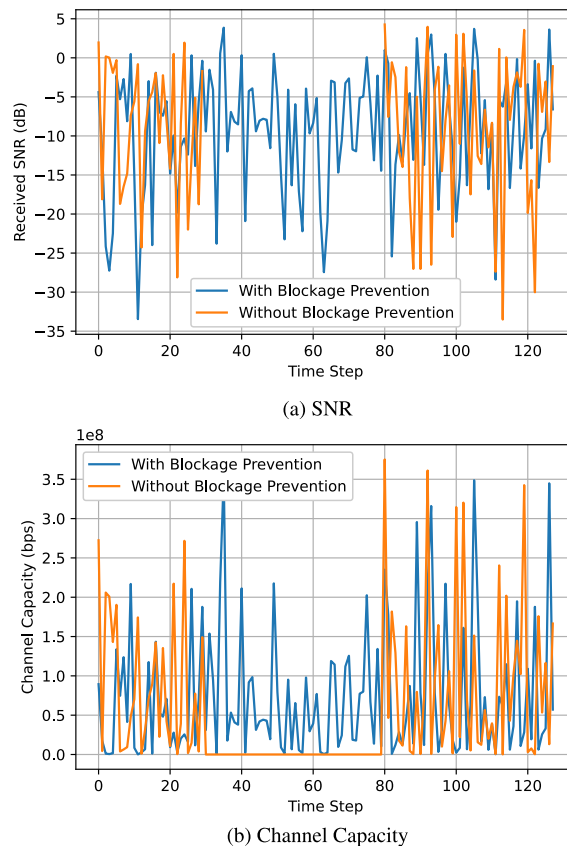 5
0
−5
−10
−15
−20
−25
−30
−35
Received SNR (dB)
With Blockage Prevention
Without Blockage Prevention
0 20 40 60 80 100 120
Time Step
(a) SNR
1e8
3.5
3.0
2.5
2.0
1.5
1.0
0.5
0.0
Channel Capacity (bps)
With Blockage Prevention
Without Blockage Prevention
0 20 40 60 80 100 120
Time Step
(b) Channel Capacity